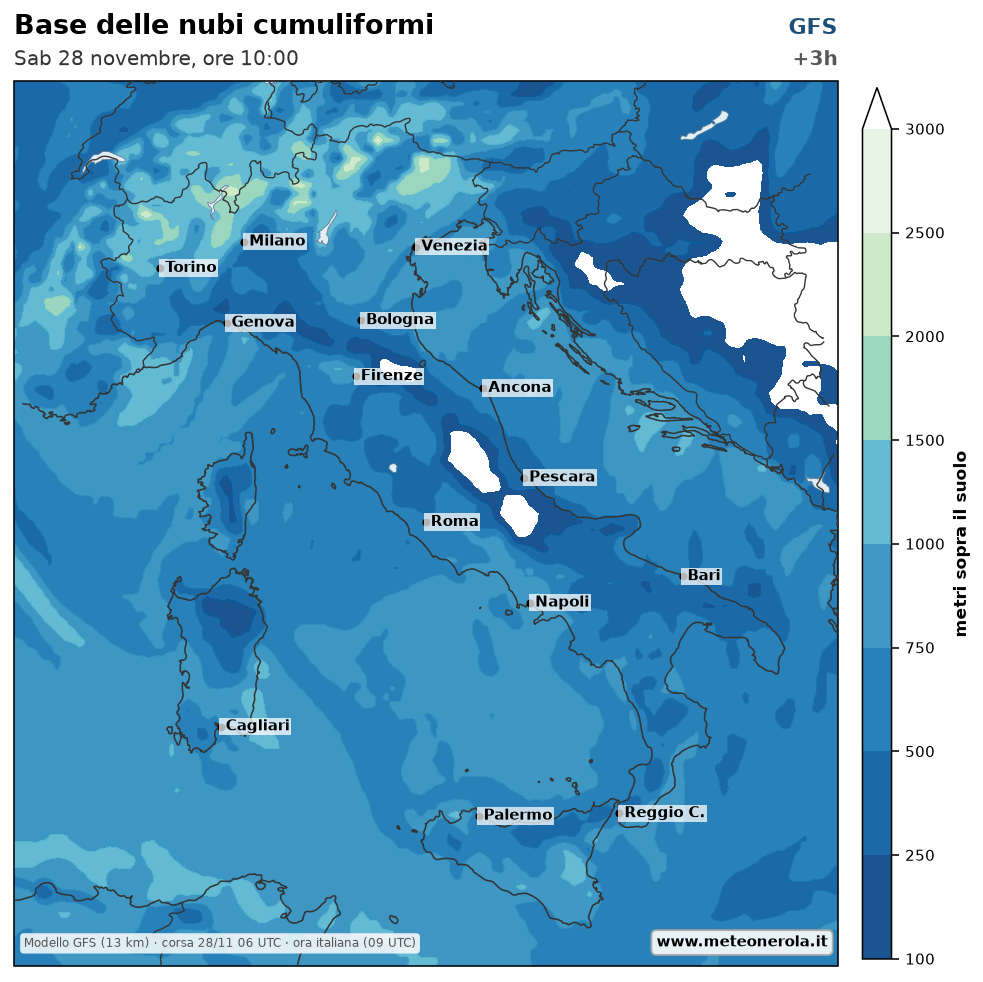 Base delle nubi cumuliformi
GFS
Sab 28 novembre, ore 10:00
+3h
3000
2500
2000
1500
1000
750
500
250
100
metri sopra il suolo
Milano
Venezia
Torino
Genova
Bologna
Firenze
Ancona
Pescara
Roma
Bari
Napoli
Cagliari
Palermo
Reggio C.
Modello GFS (13 km) · corsa 28/11 06 UTC · ora italiana (09 UTC)
www.meteonerola.it